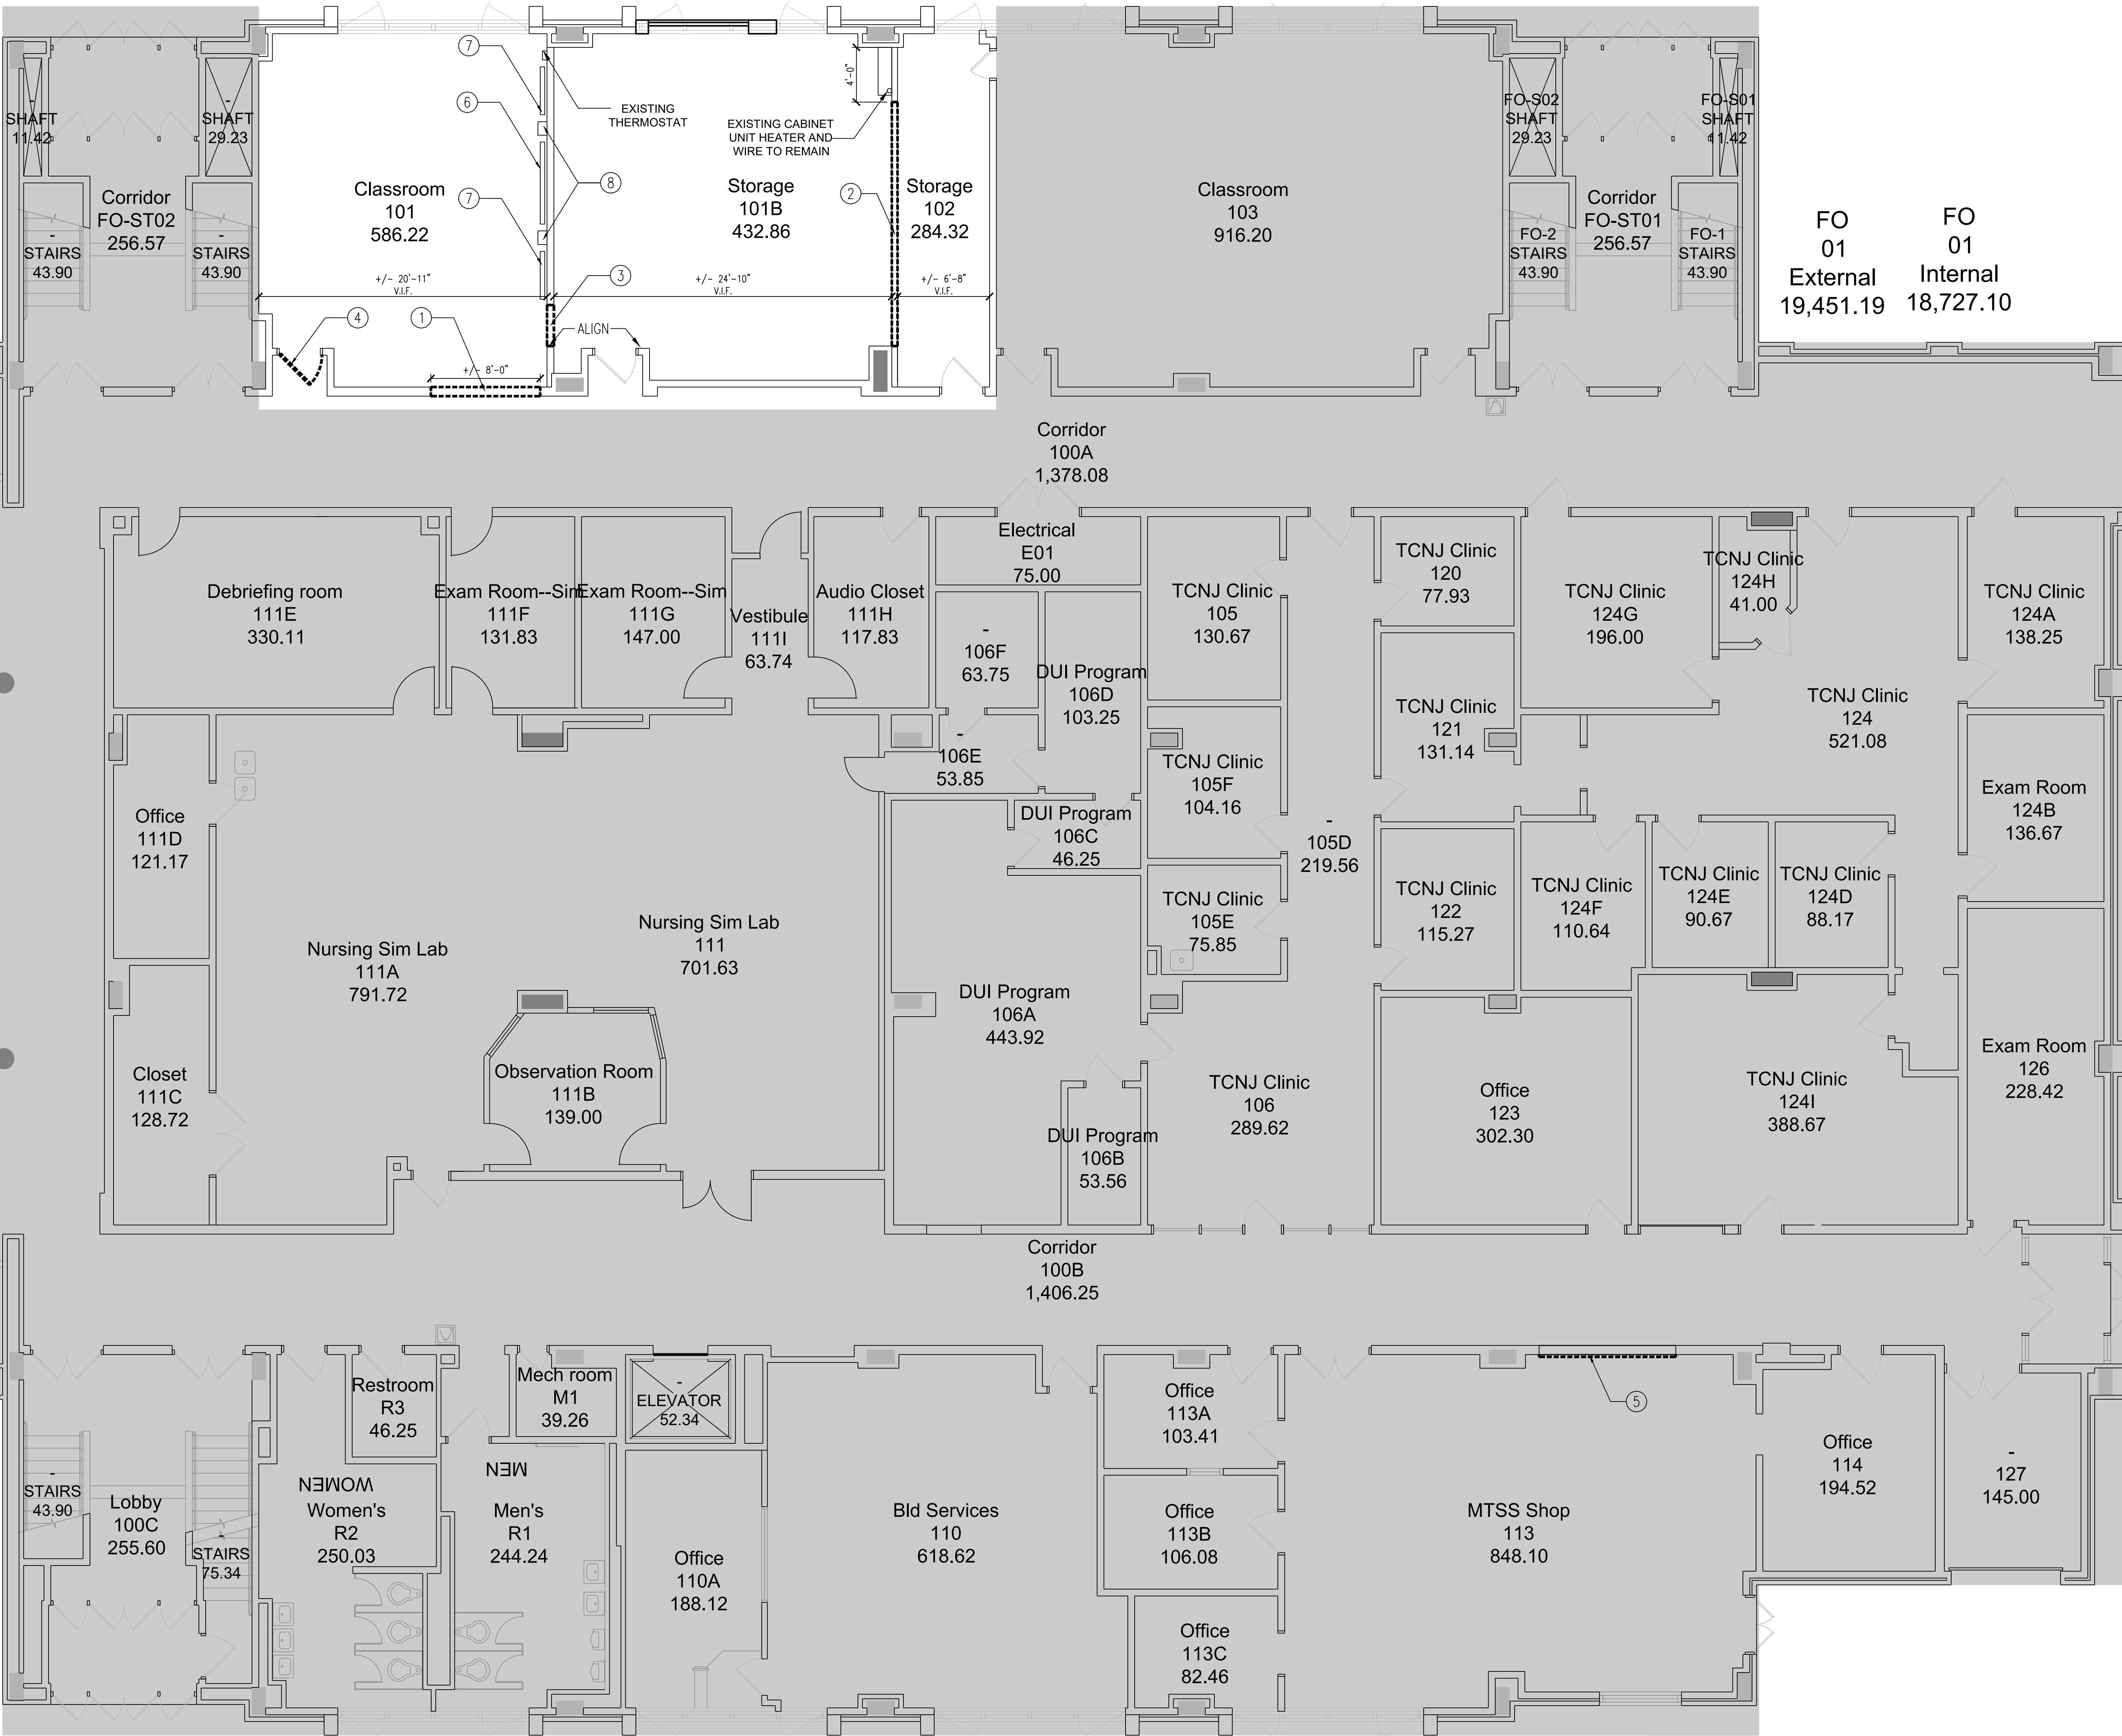 -
SHAFT
11.42
-
SHAFT
29.23
Corridor
FO-ST02
256.57
-
STAIRS
43.90
-
STAIRS
43.90
7
6
7
8
EXISTING
THERMOSTAT
Classroom
101
586.22
+/- 20'-11"
V.I.F.
4
1
+/- 8'-0"
3
ALIGN
4'-0"
EXISTING CABINET
UNIT HEATER AND
WIRE TO REMAIN
2
Storage
101B
432.86
+/- 24'-10"
V.I.F.
Storage
102
284.32
+/- 6'-8"
V.I.F.
Classroom
103
916.20
FO-S02
SHAFT
29.23
FO-S01
SHAFT
11.42
Corridor
FO-ST01
256.57
FO-2
STAIRS
43.90
FO-1
STAIRS
43.90
FO
01
External
19,451.19
FO
01
Internal
18,727.10
Corridor
100A
1,378.08
Debriefing room
111E
330.11
Exam Room--Sim
111F
131.83
Exam Room--Sim
111G
147.00
Vestibule
111I
63.74
Audio Closet
111H
117.83
Electrical
E01
75.00
-
106F
63.75
DUI Program
106D
103.25
-
106E
53.85
DUI Program
106C
46.25
TCNJ Clinic
105
130.67
TCNJ Clinic
105F
104.16
TCNJ Clinic
105E
75.85
-
105D
219.56
TCNJ Clinic
120
77.93
TCNJ Clinic
121
131.14
TCNJ Clinic
122
115.27
TCNJ Clinic
124G
196.00
TCNJ Clinic
124H
41.00
TCNJ Clinic
124A
138.25
TCNJ Clinic
124
521.08
Exam Room
124B
136.67
TCNJ Clinic
124F
110.64
TCNJ Clinic
124E
90.67
TCNJ Clinic
124D
88.17
Office
111D
121.17
Nursing Sim Lab
111A
791.72
Nursing Sim Lab
111
701.63
DUI Program
106A
443.92
Closet
111C
128.72
Observation Room
111B
139.00
DUI Program
106B
53.56
TCNJ Clinic
106
289.62
Office
123
302.30
TCNJ Clinic
124I
388.67
Exam Room
126
228.42
Corridor
100B
1,406.25
-
STAIRS
43.90
Lobby
100C
255.60
-
STAIRS
75.34
Restroom
R3
46.25
WOMEN
Women's
R2
250.03
MEN
Men's
R1
244.24
Mech room
M1
39.26
-
ELEVATOR
52.34
Office
110A
188.12
Bld Services
110
618.62
Office
113A
103.41
Office
113B
106.08
Office
113C
82.46
5
MTSS Shop
113
848.10
Office
114
194.52
-
127
145.00